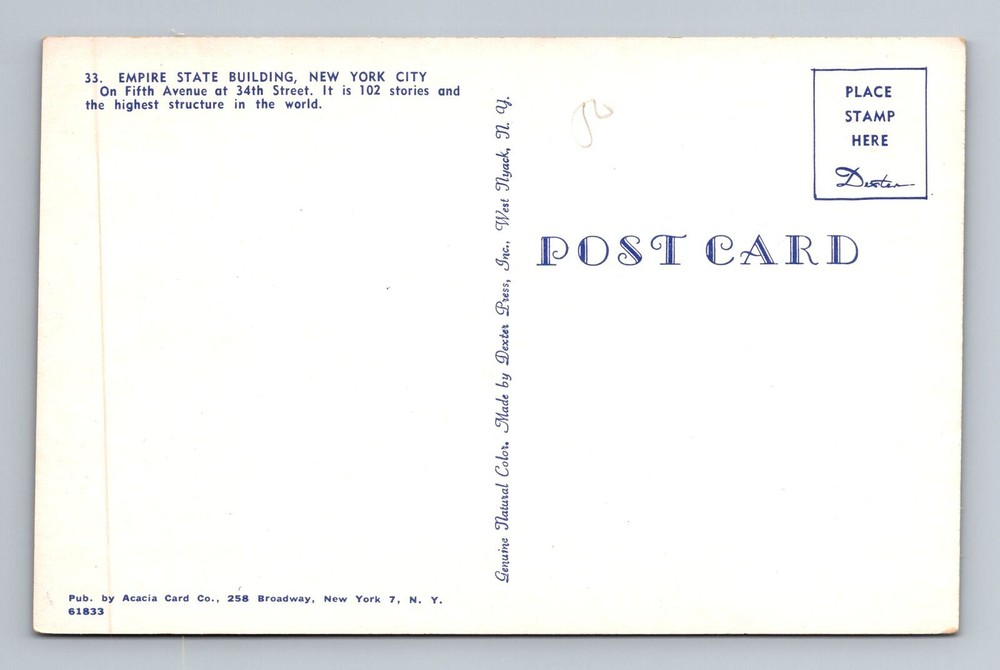 33. EMPIRE STATE BUILDING, NEW YORK CITY
On Fifth Avenue at 34th Street. It is 102 stories and
the highest structure in the world.
Pub. by Acacia Card Co., 258 Broadway, New York 7, N. Y.
61833
Genuine Natural Color. Made by Dexter Press, Inc., West Nyack, N. Y.
PLACE
STAMP
HERE
Dexter
POST CARD